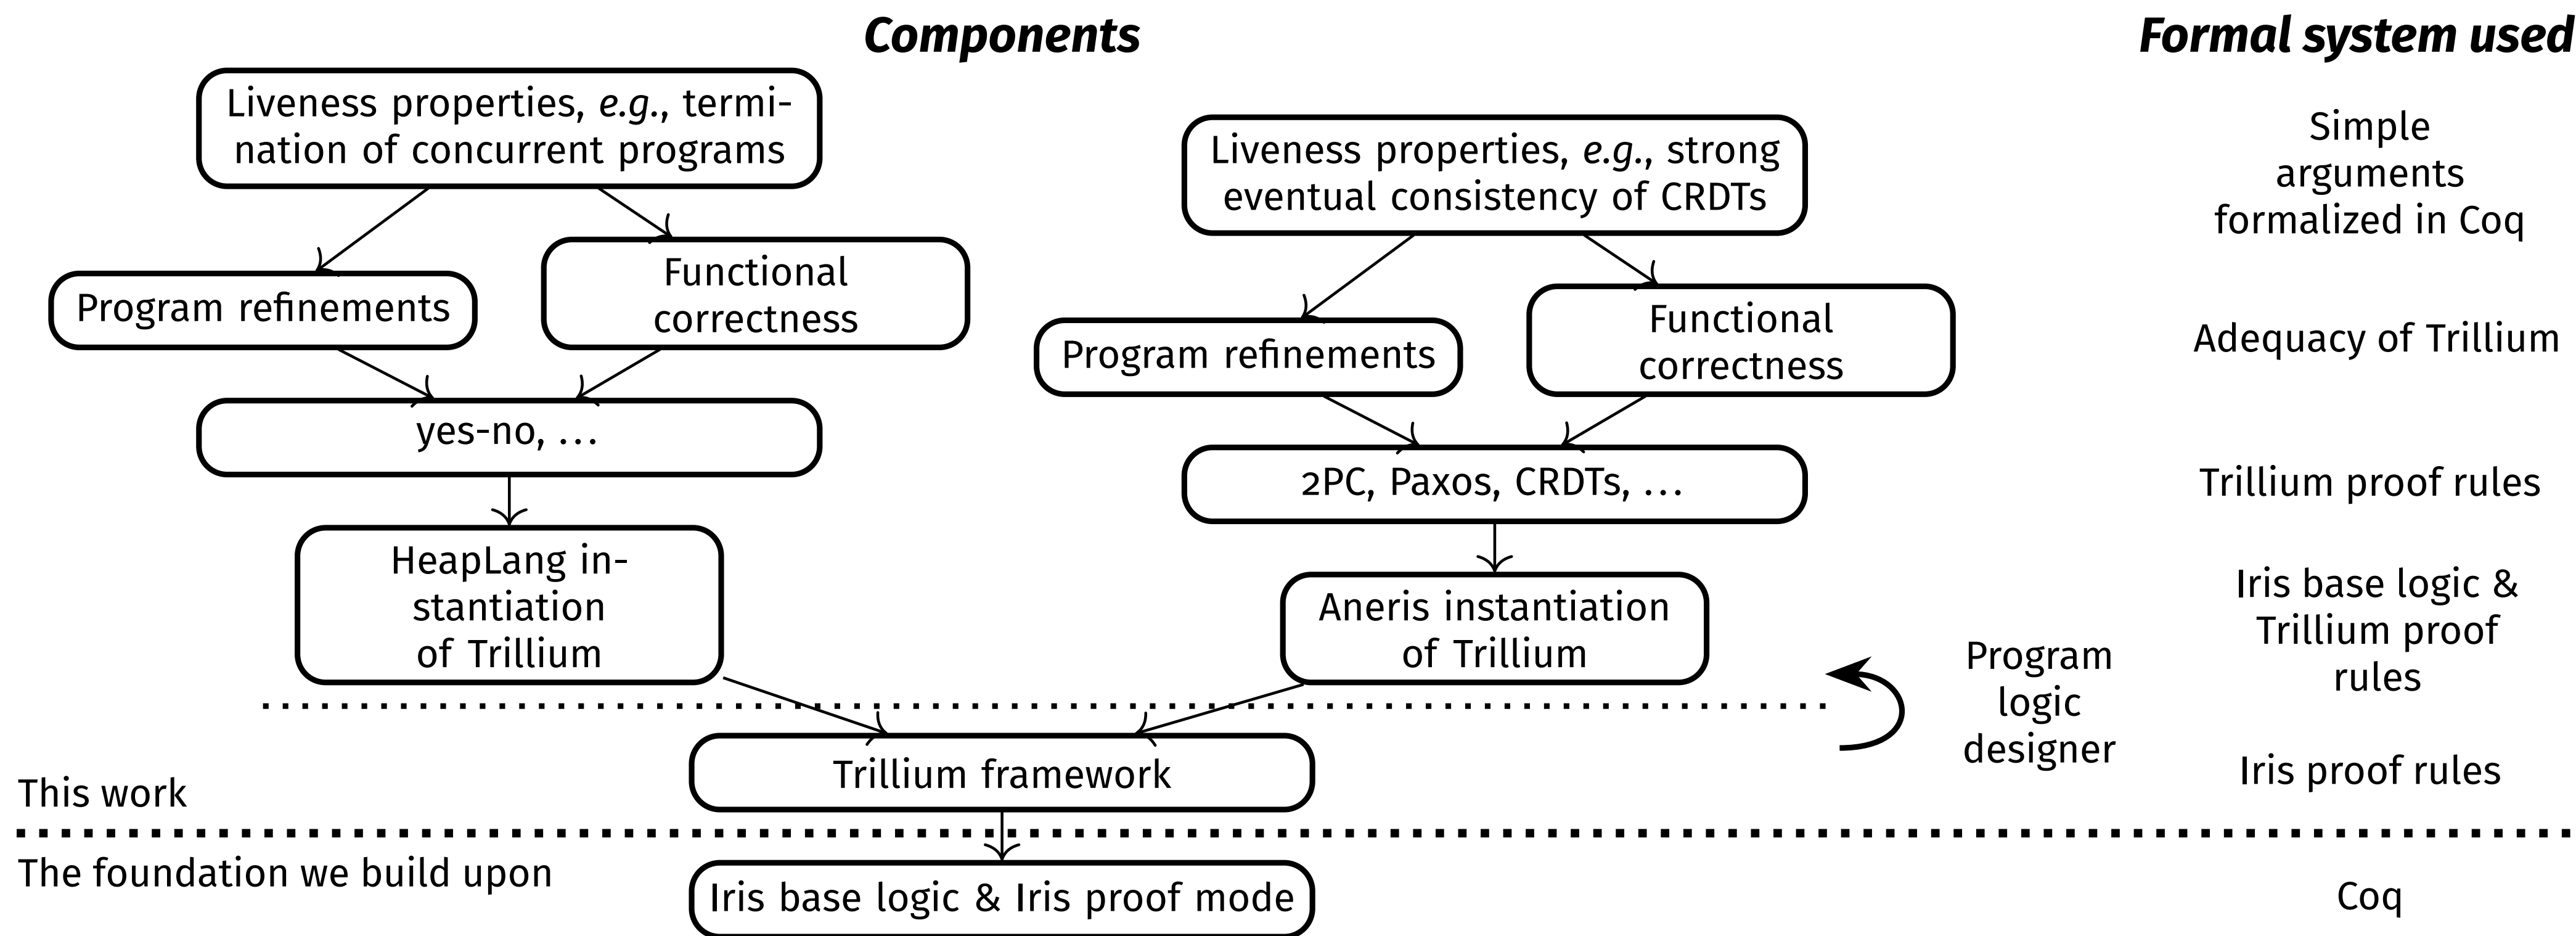 Components
Formal system used
Liveness properties, e.g., termi-
nation of concurrent programs
Program refinements
Functional
correctness
yes-no, …
HeapLang in-
stantiation
of Trillium
Liveness properties, e.g., strong
eventual consistency of CRDTs
Program refinements
Functional
correctness
2PC, Paxos, CRDTs, …
Aneris instantiation
of Trillium
Trillium framework
Iris base logic & Iris proof mode
This work
The foundation we build upon
Program
logic
designer
Simple
arguments
formalized in Coq
Adequacy of Trillium
Trillium proof rules
Iris base logic &
Trillium proof
rules
Iris proof rules
Coq